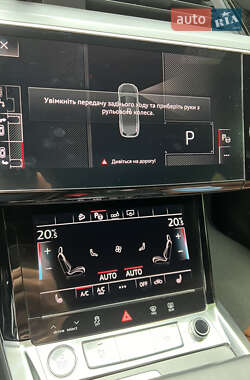 auto.RIA
Увімкніть передачу заднього ходу та приберіть руки з
рульового колеса.
P
Дивіться на дорогу!
20.5
20.5
AUTO AUTO
A/C
OFF